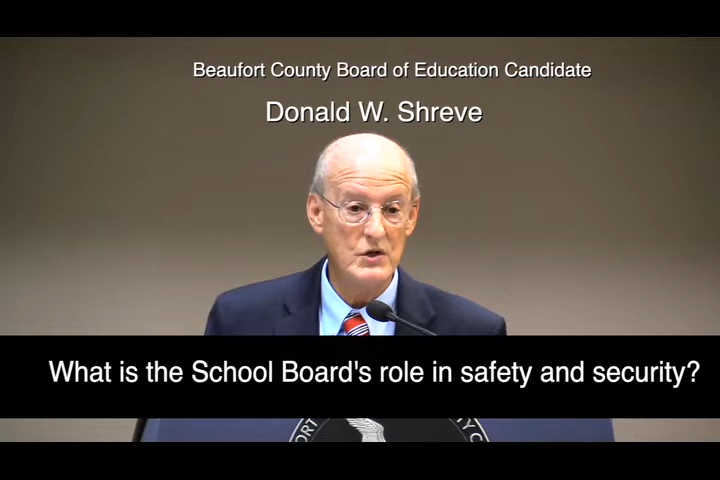 Beaufort County Board of Education Candidate
Donald W. Shreve
What is the School Board's role in safety and security?